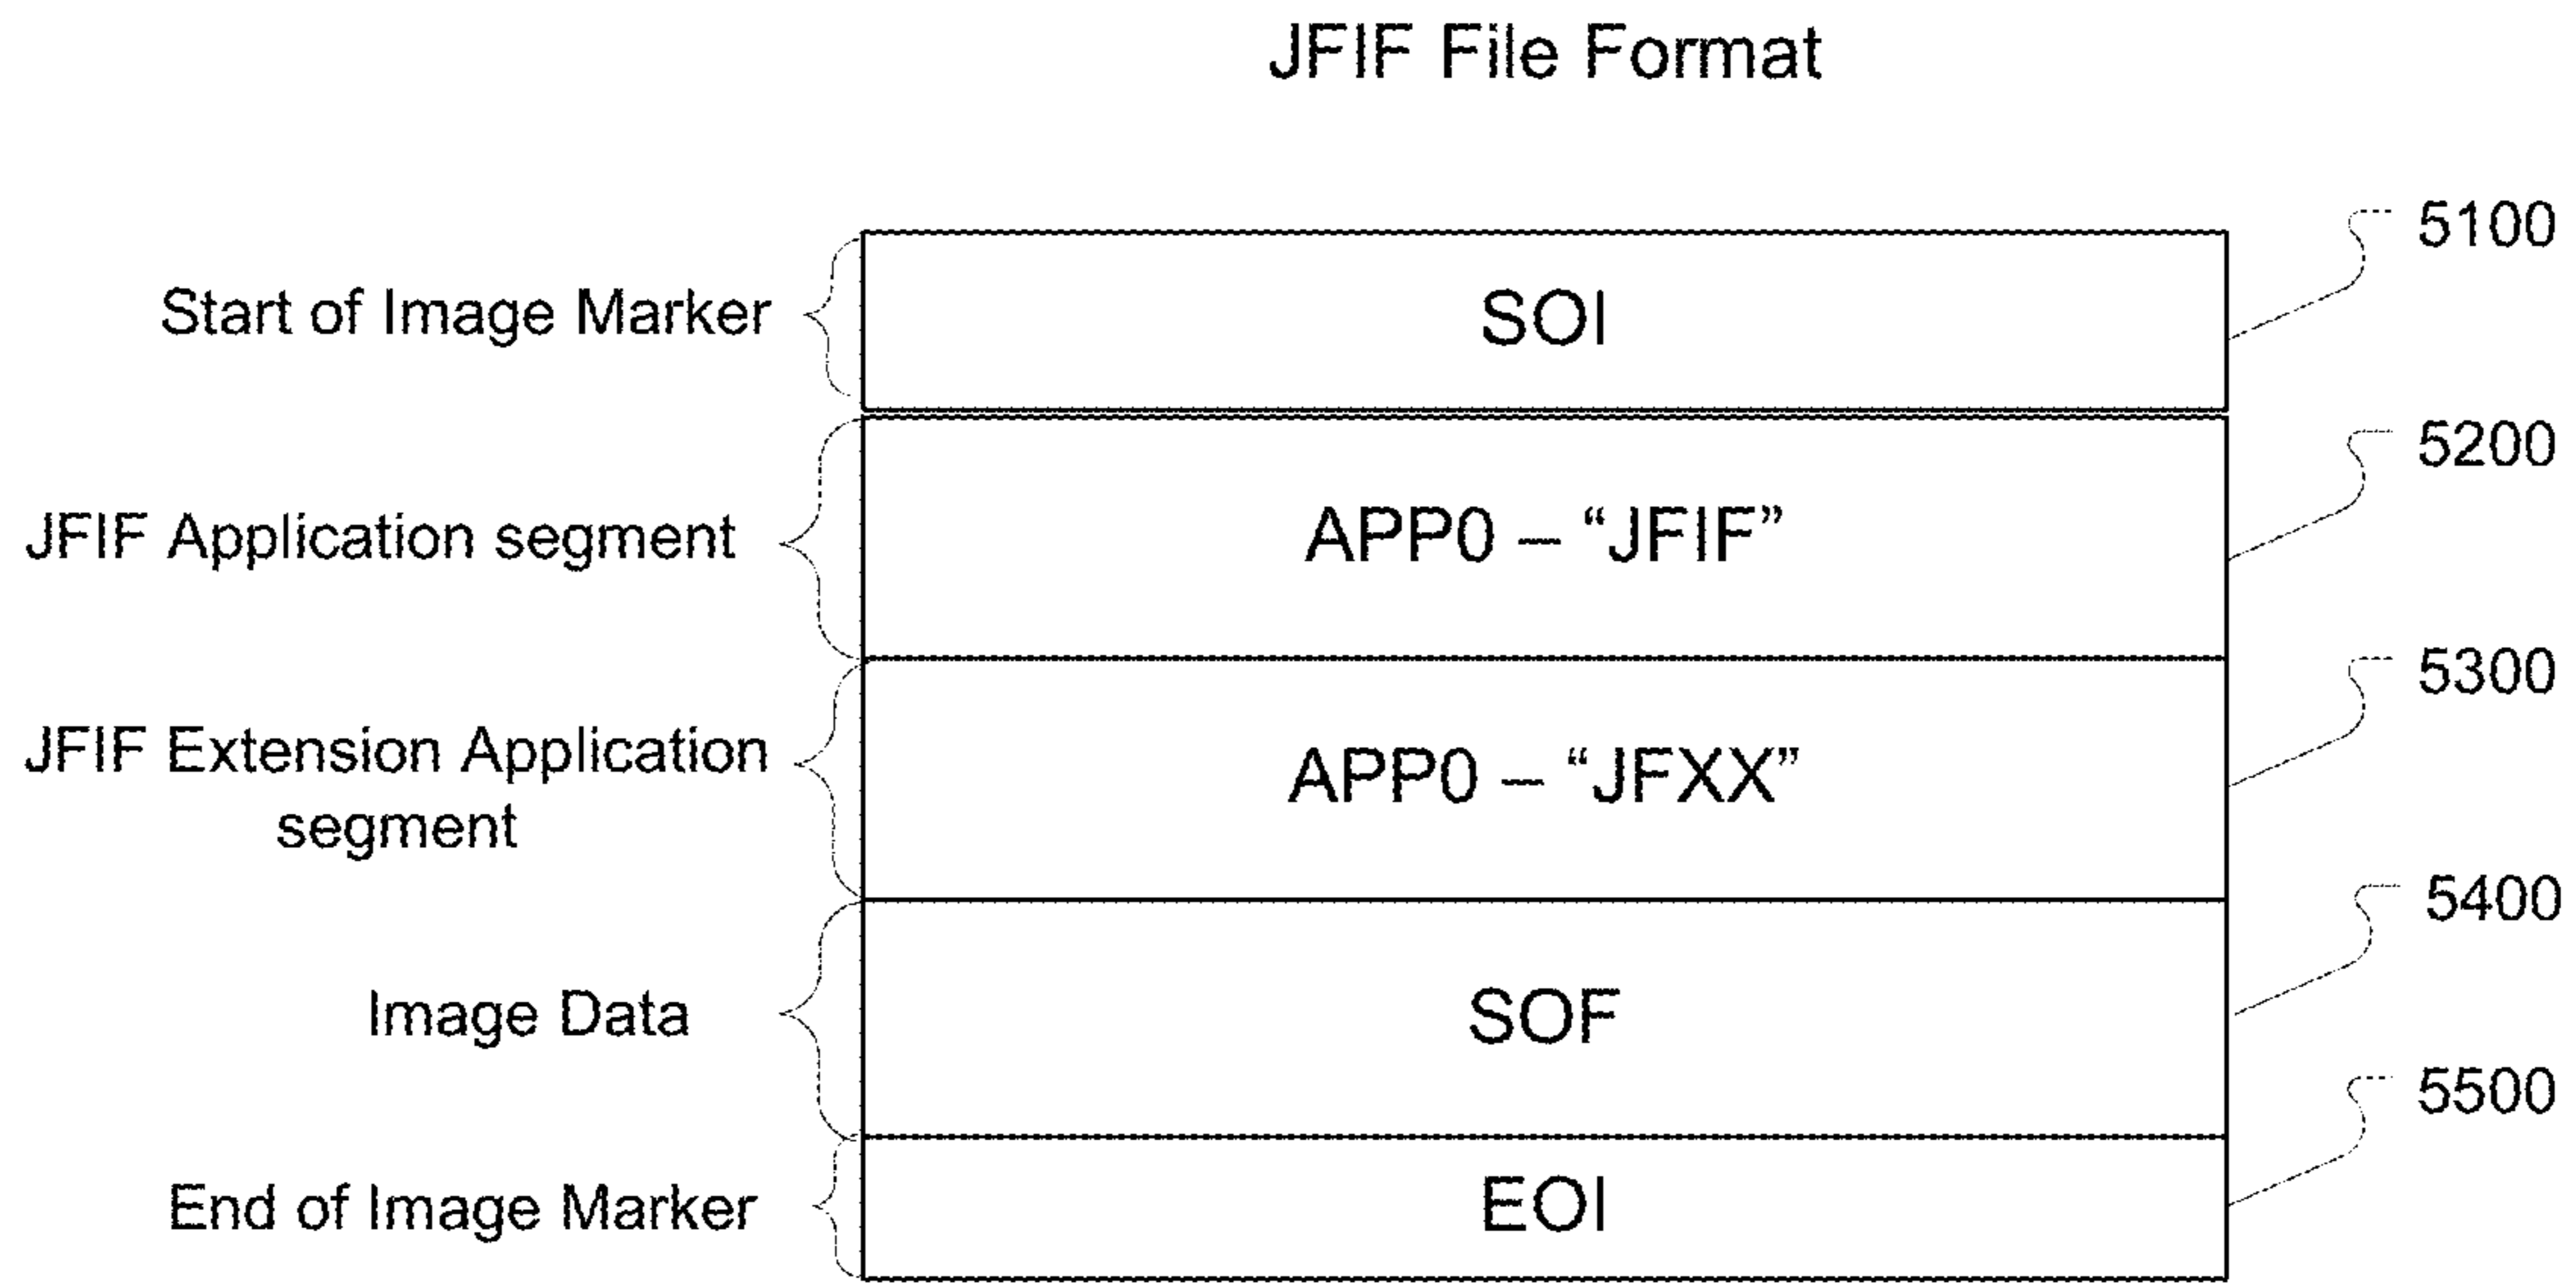 JFIF File Format
Start of Image Marker
SOI
5100
JFIF Application segment
APP0 – “JFIF”
5200
JFIF Extension Application
segment
APP0 – “JFXX”
5300
Image Data
SOF
5400
End of Image Marker
EOI
5500